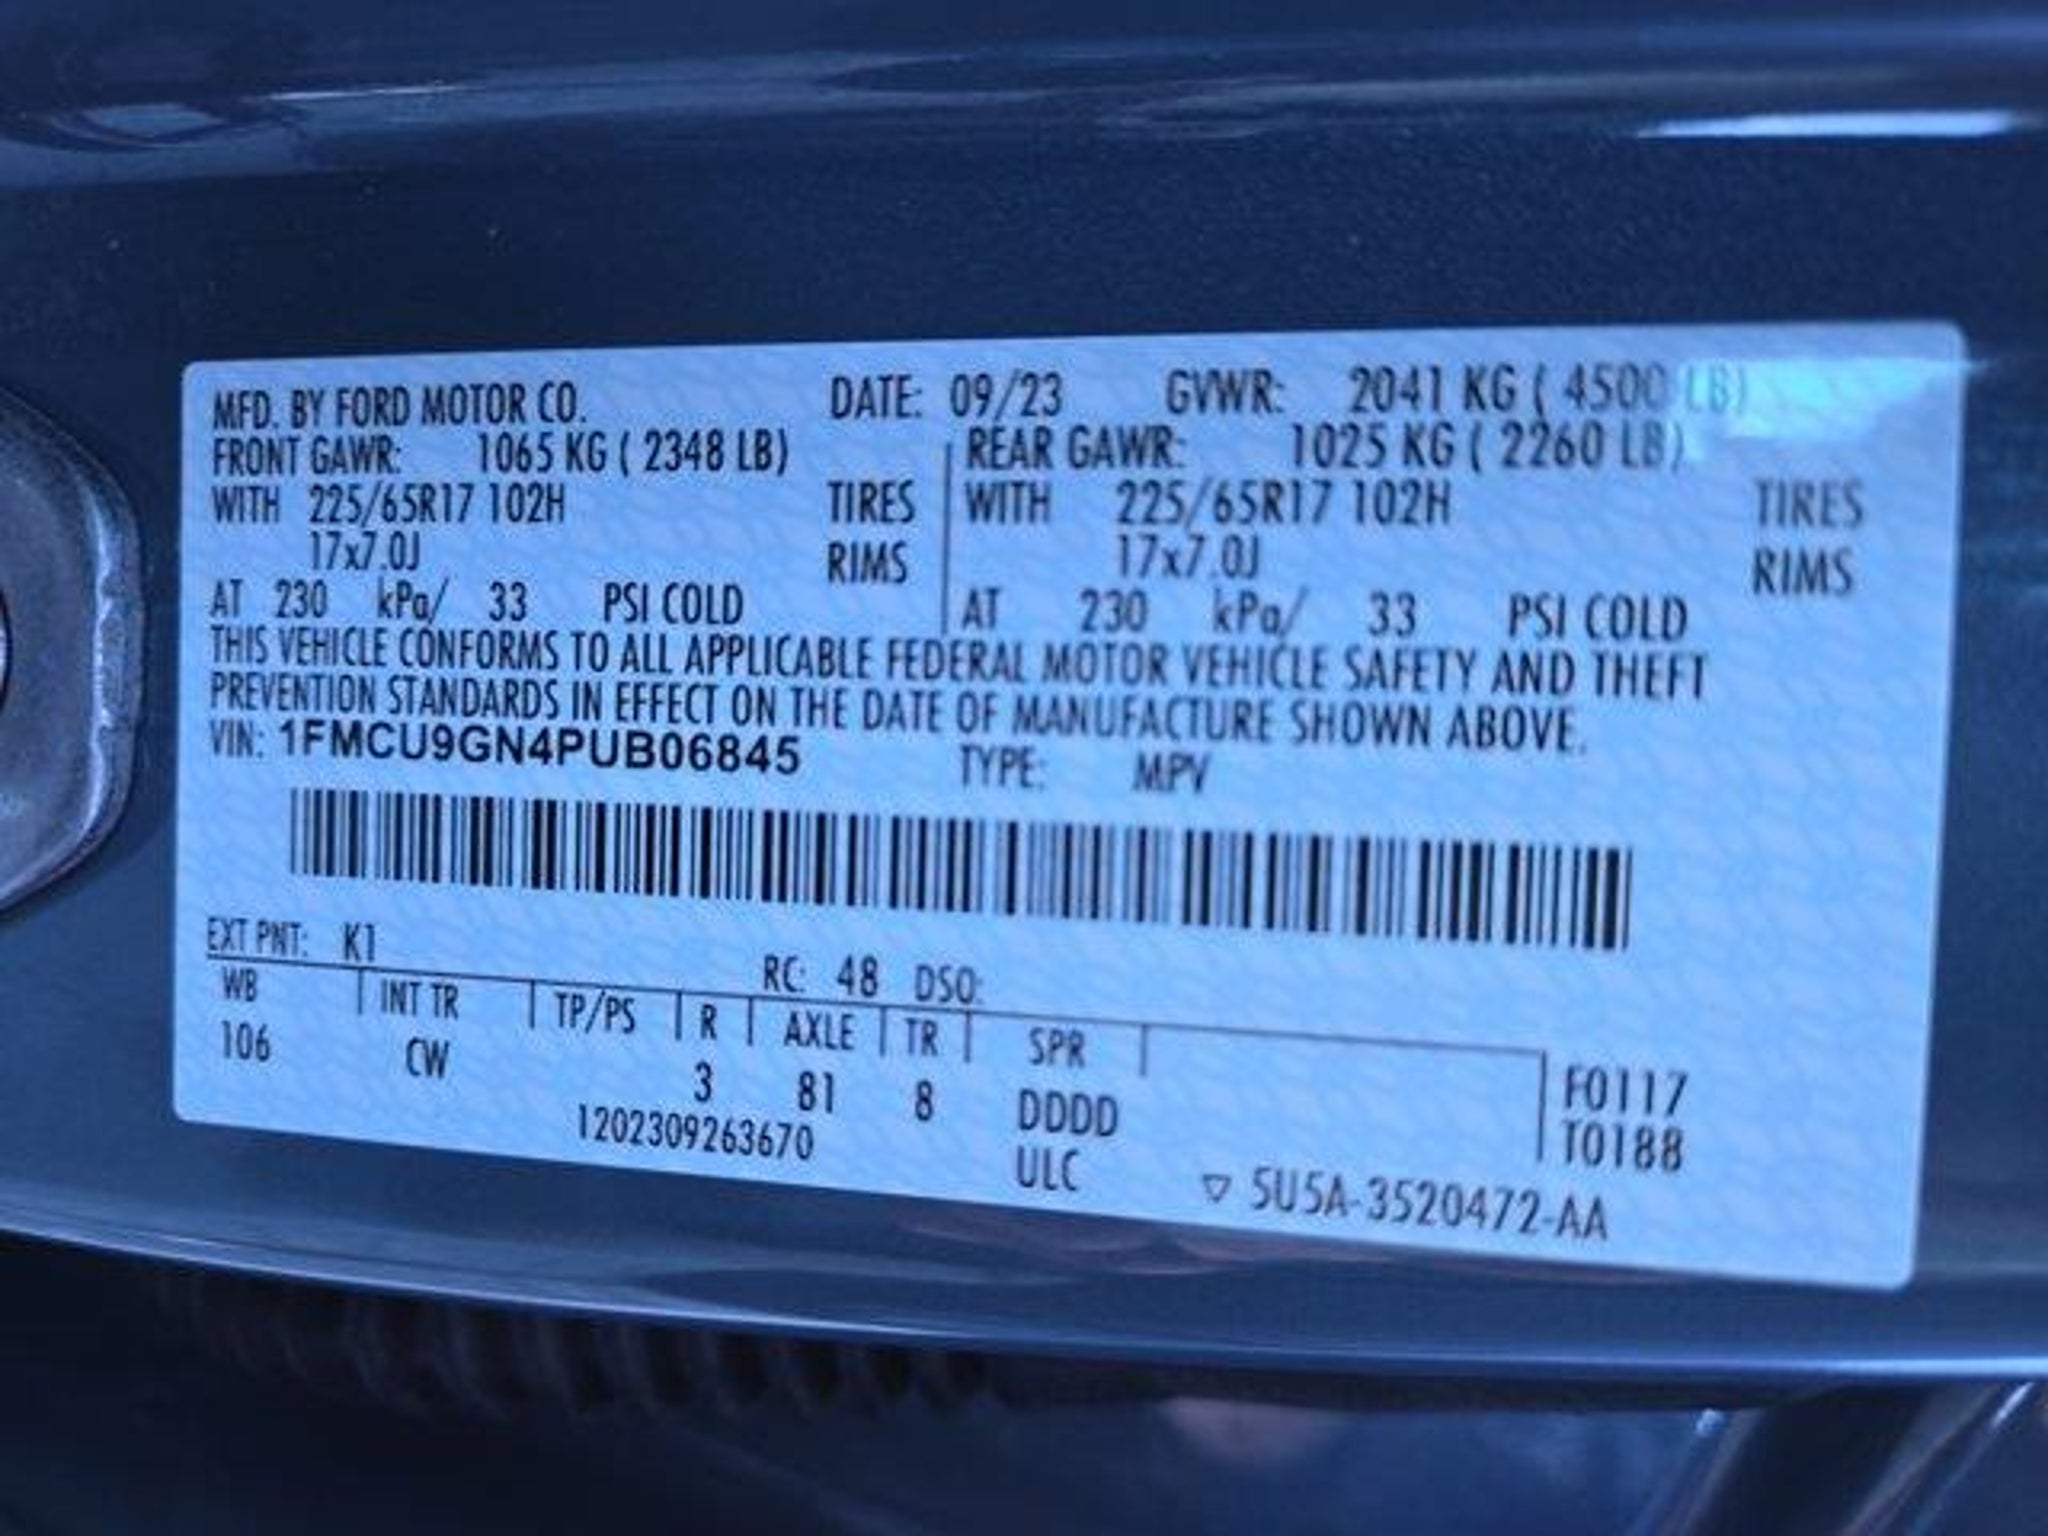 MFD. BY FORD MOTOR CO. DATE: 09/23 GVWR: 2041 KG ( 4500 LB)
FRONT GAWR: 1065 KG ( 2348 LB) REAR GAWR: 1025 KG ( 2260 LB)
WITH 225/65R17 102H TIRES WITH 225/65R17 102H TIRES
17x7.0J RIMS 17x7.0J RIMS
AT 230 kPa/ 33 PSI COLD AT 230 kPa/ 33 PSI COLD
THIS VEHICLE CONFORMS TO ALL APPLICABLE FEDERAL MOTOR VEHICLE SAFETY AND THEFT
PREVENTION STANDARDS IN EFFECT ON THE DATE OF MANUFACTURE SHOWN ABOVE.
VIN: 1FMCU9GN4PUB06845 TYPE: MPV
EXT PNT: K1 RC: 48 DSO:
WB INT TR TP/PS R AXLE TR SPR
106 CW 3 81 8 DDDD F0117
1202309263670 ULC T0188
▽ 5U5A-3520472-AA